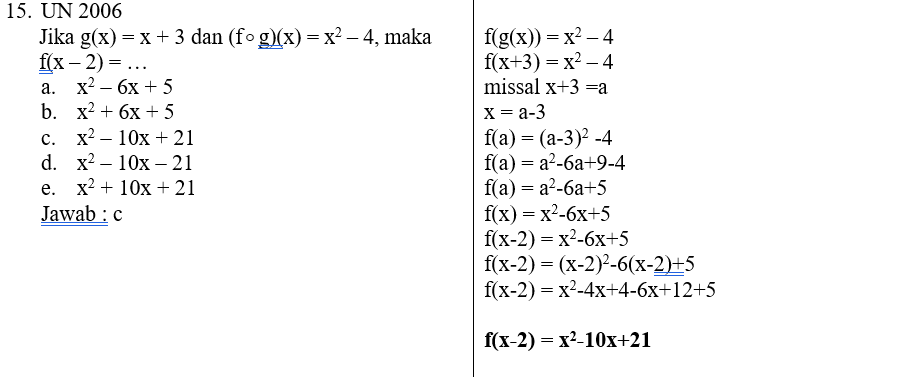 15. UN 2006
Jika g(x) = x + 3 dan (f ∘ g)(x) = x² – 4, maka
f(x – 2) = …
a. x² – 6x + 5
b. x² + 6x + 5
c. x² – 10x + 21
d. x² – 10x – 21
e. x² + 10x + 21
Jawab : c
f(g(x)) = x² – 4
f(x+3) = x² – 4
missal x+3 =a
x = a-3
f(a) = (a-3)² -4
f(a) = a²-6a+9-4
f(a) = a²-6a+5
f(x) = x²-6x+5
f(x-2) = x²-6x+5
f(x-2) = (x-2)²-6(x-2)+5
f(x-2) = x²-4x+4-6x+12+5
f(x-2) = x²-10x+21